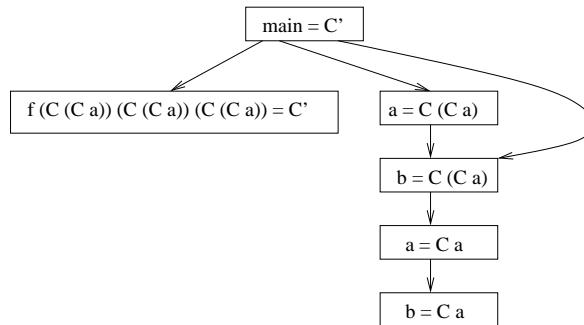 main = C’
f (C (C a)) (C (C a)) (C (C a)) = C’
a = C (C a)
b = C (C a)
a = C a
b = C a